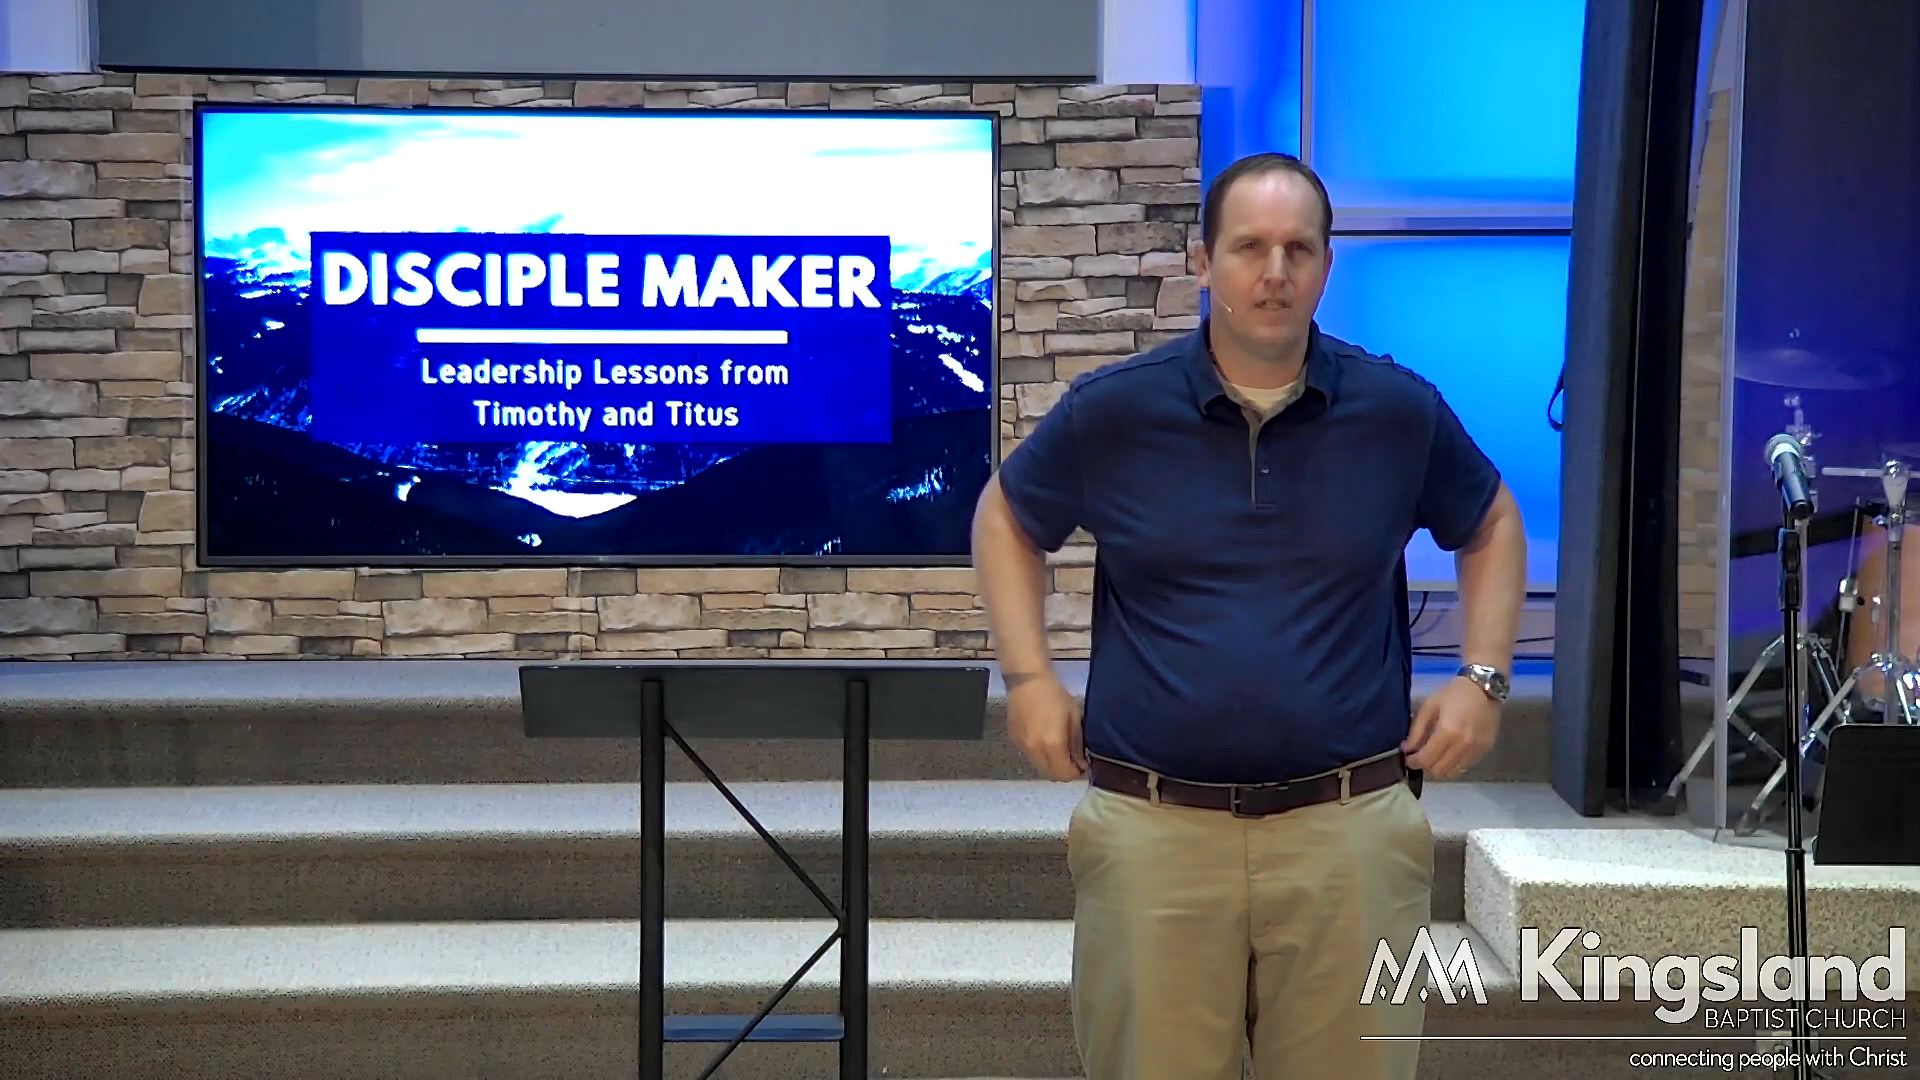 DISCIPLE MAKER
Leadership Lessons from
Timothy and Titus
Kingsland
BAPTIST CHURCH
connecting people with Christ